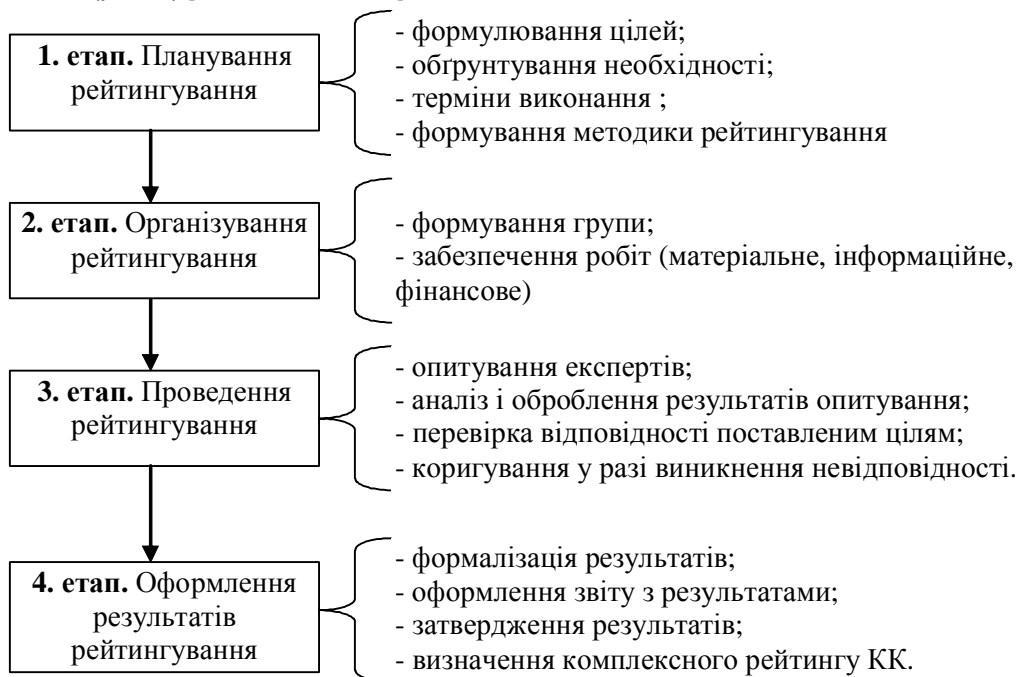 1. етап. Планування
рейтингування
- формулювання цілей;
- обґрунтування необхідності;
- терміни виконання ;
- формування методики рейтингування
2. етап. Організування
рейтингування
- формування групи;
- забезпечення робіт (матеріальне, інформаційне,
фінансове)
3. етап. Проведення
рейтингування
- опитування експертів;
- аналіз і оброблення результатів опитування;
- перевірка відповідності поставленим цілям;
- коригування у разі виникнення невідповідності.
4. етап. Оформлення
результатів
рейтингування
- формалізація результатів;
- оформлення звіту з результатами;
- затвердження результатів;
- визначення комплексного рейтингу КК.